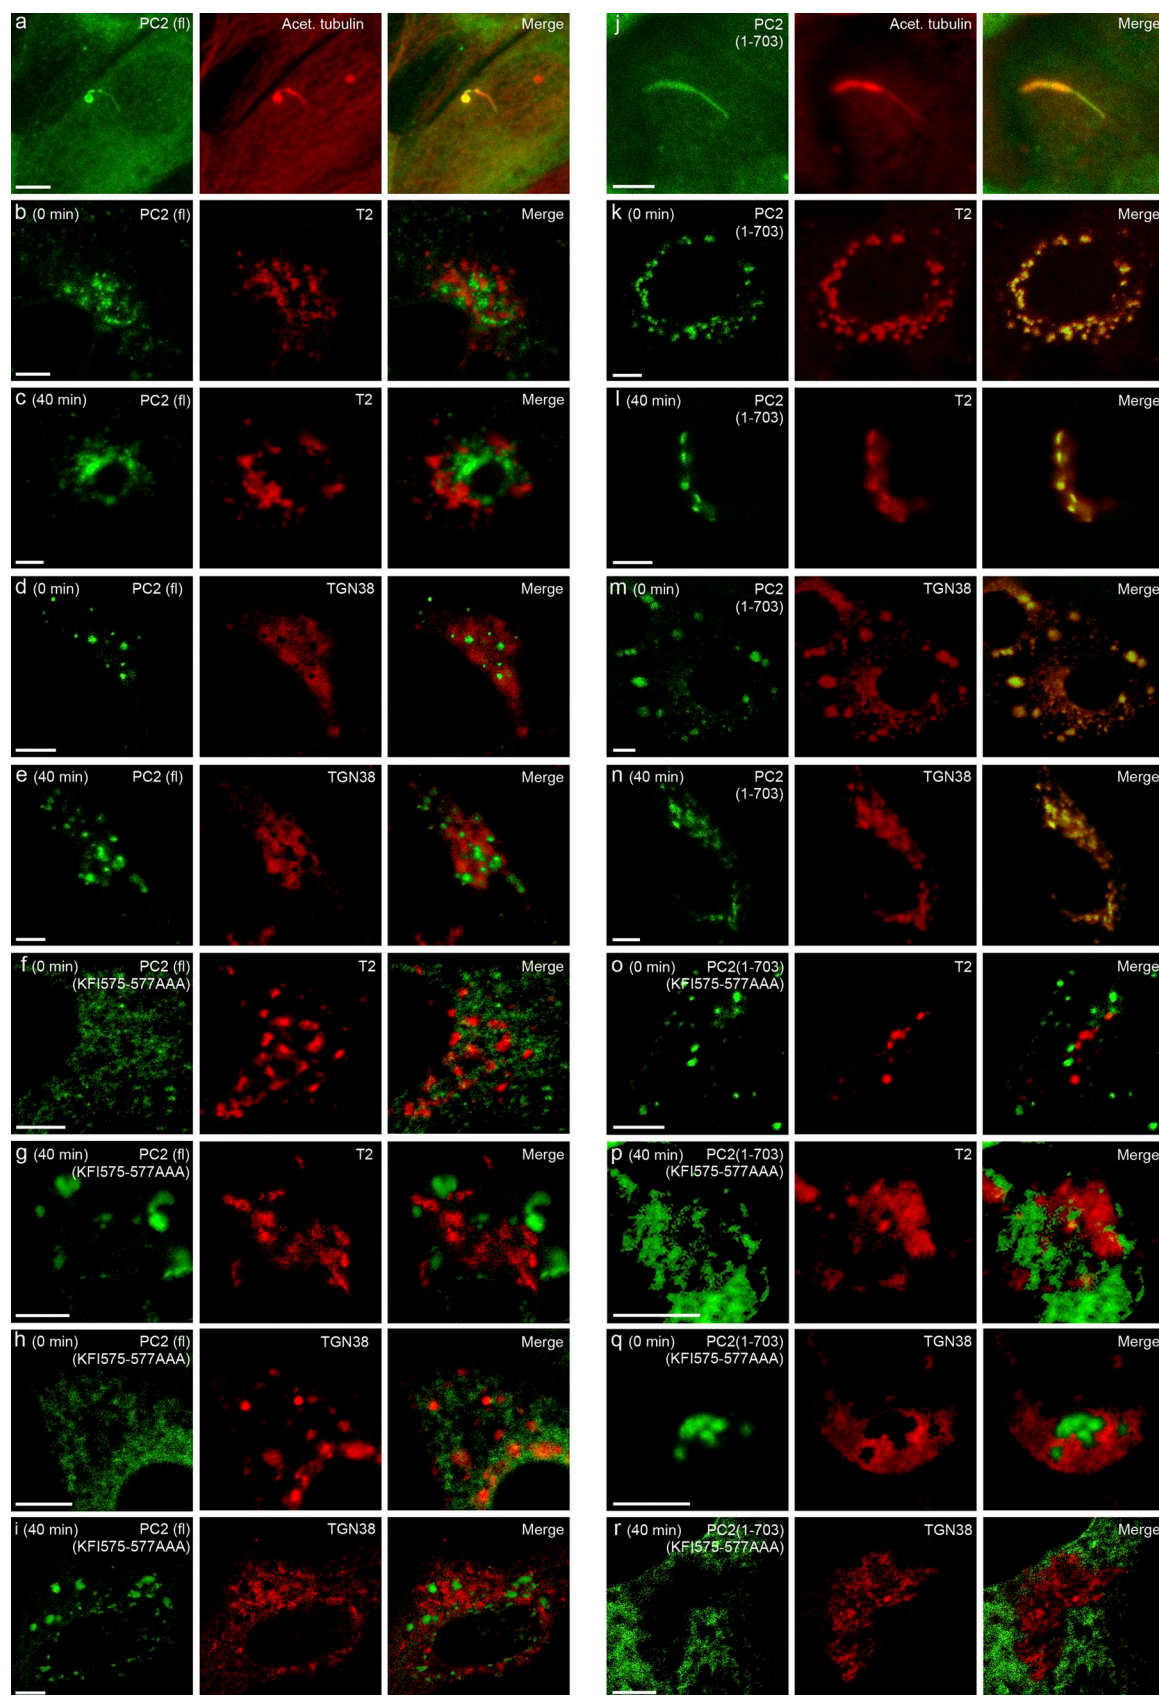 a PC2 (fl) Acet. tubulin Merge
b (0 min) PC2 (fl) T2 Merge
c (40 min) PC2 (fl) T2 Merge
d (0 min) PC2 (fl) TGN38 Merge
e (40 min) PC2 (fl) TGN38 Merge
f (0 min) PC2 (fl) T2 Merge
(KFI575-577AAA)
g (40 min) PC2 (fl) T2 Merge
(KFI575-577AAA)
h (0 min) PC2 (fl) TGN38 Merge
(KFI575-577AAA)
i (40 min) PC2 (fl) TGN38 Merge
(KFI575-577AAA)
j PC2 Acet. tubulin Merge
(1-703)
k (0 min) PC2 T2 Merge
(1-703)
l (40 min) PC2 T2 Merge
(1-703)
m (0 min) PC2 TGN38 Merge
(1-703)
n (40 min) PC2 TGN38 Merge
(1-703)
o (0 min) PC2(1-703) T2 Merge
(KFI575-577AAA)
p (40 min) PC2(1-703) T2 Merge
(KFI575-577AAA)
q (0 min) PC2(1-703) TGN38 Merge
(KFI575-577AAA)
r (40 min) PC2(1-703) TGN38 Merge
(KFI575-577AAA)